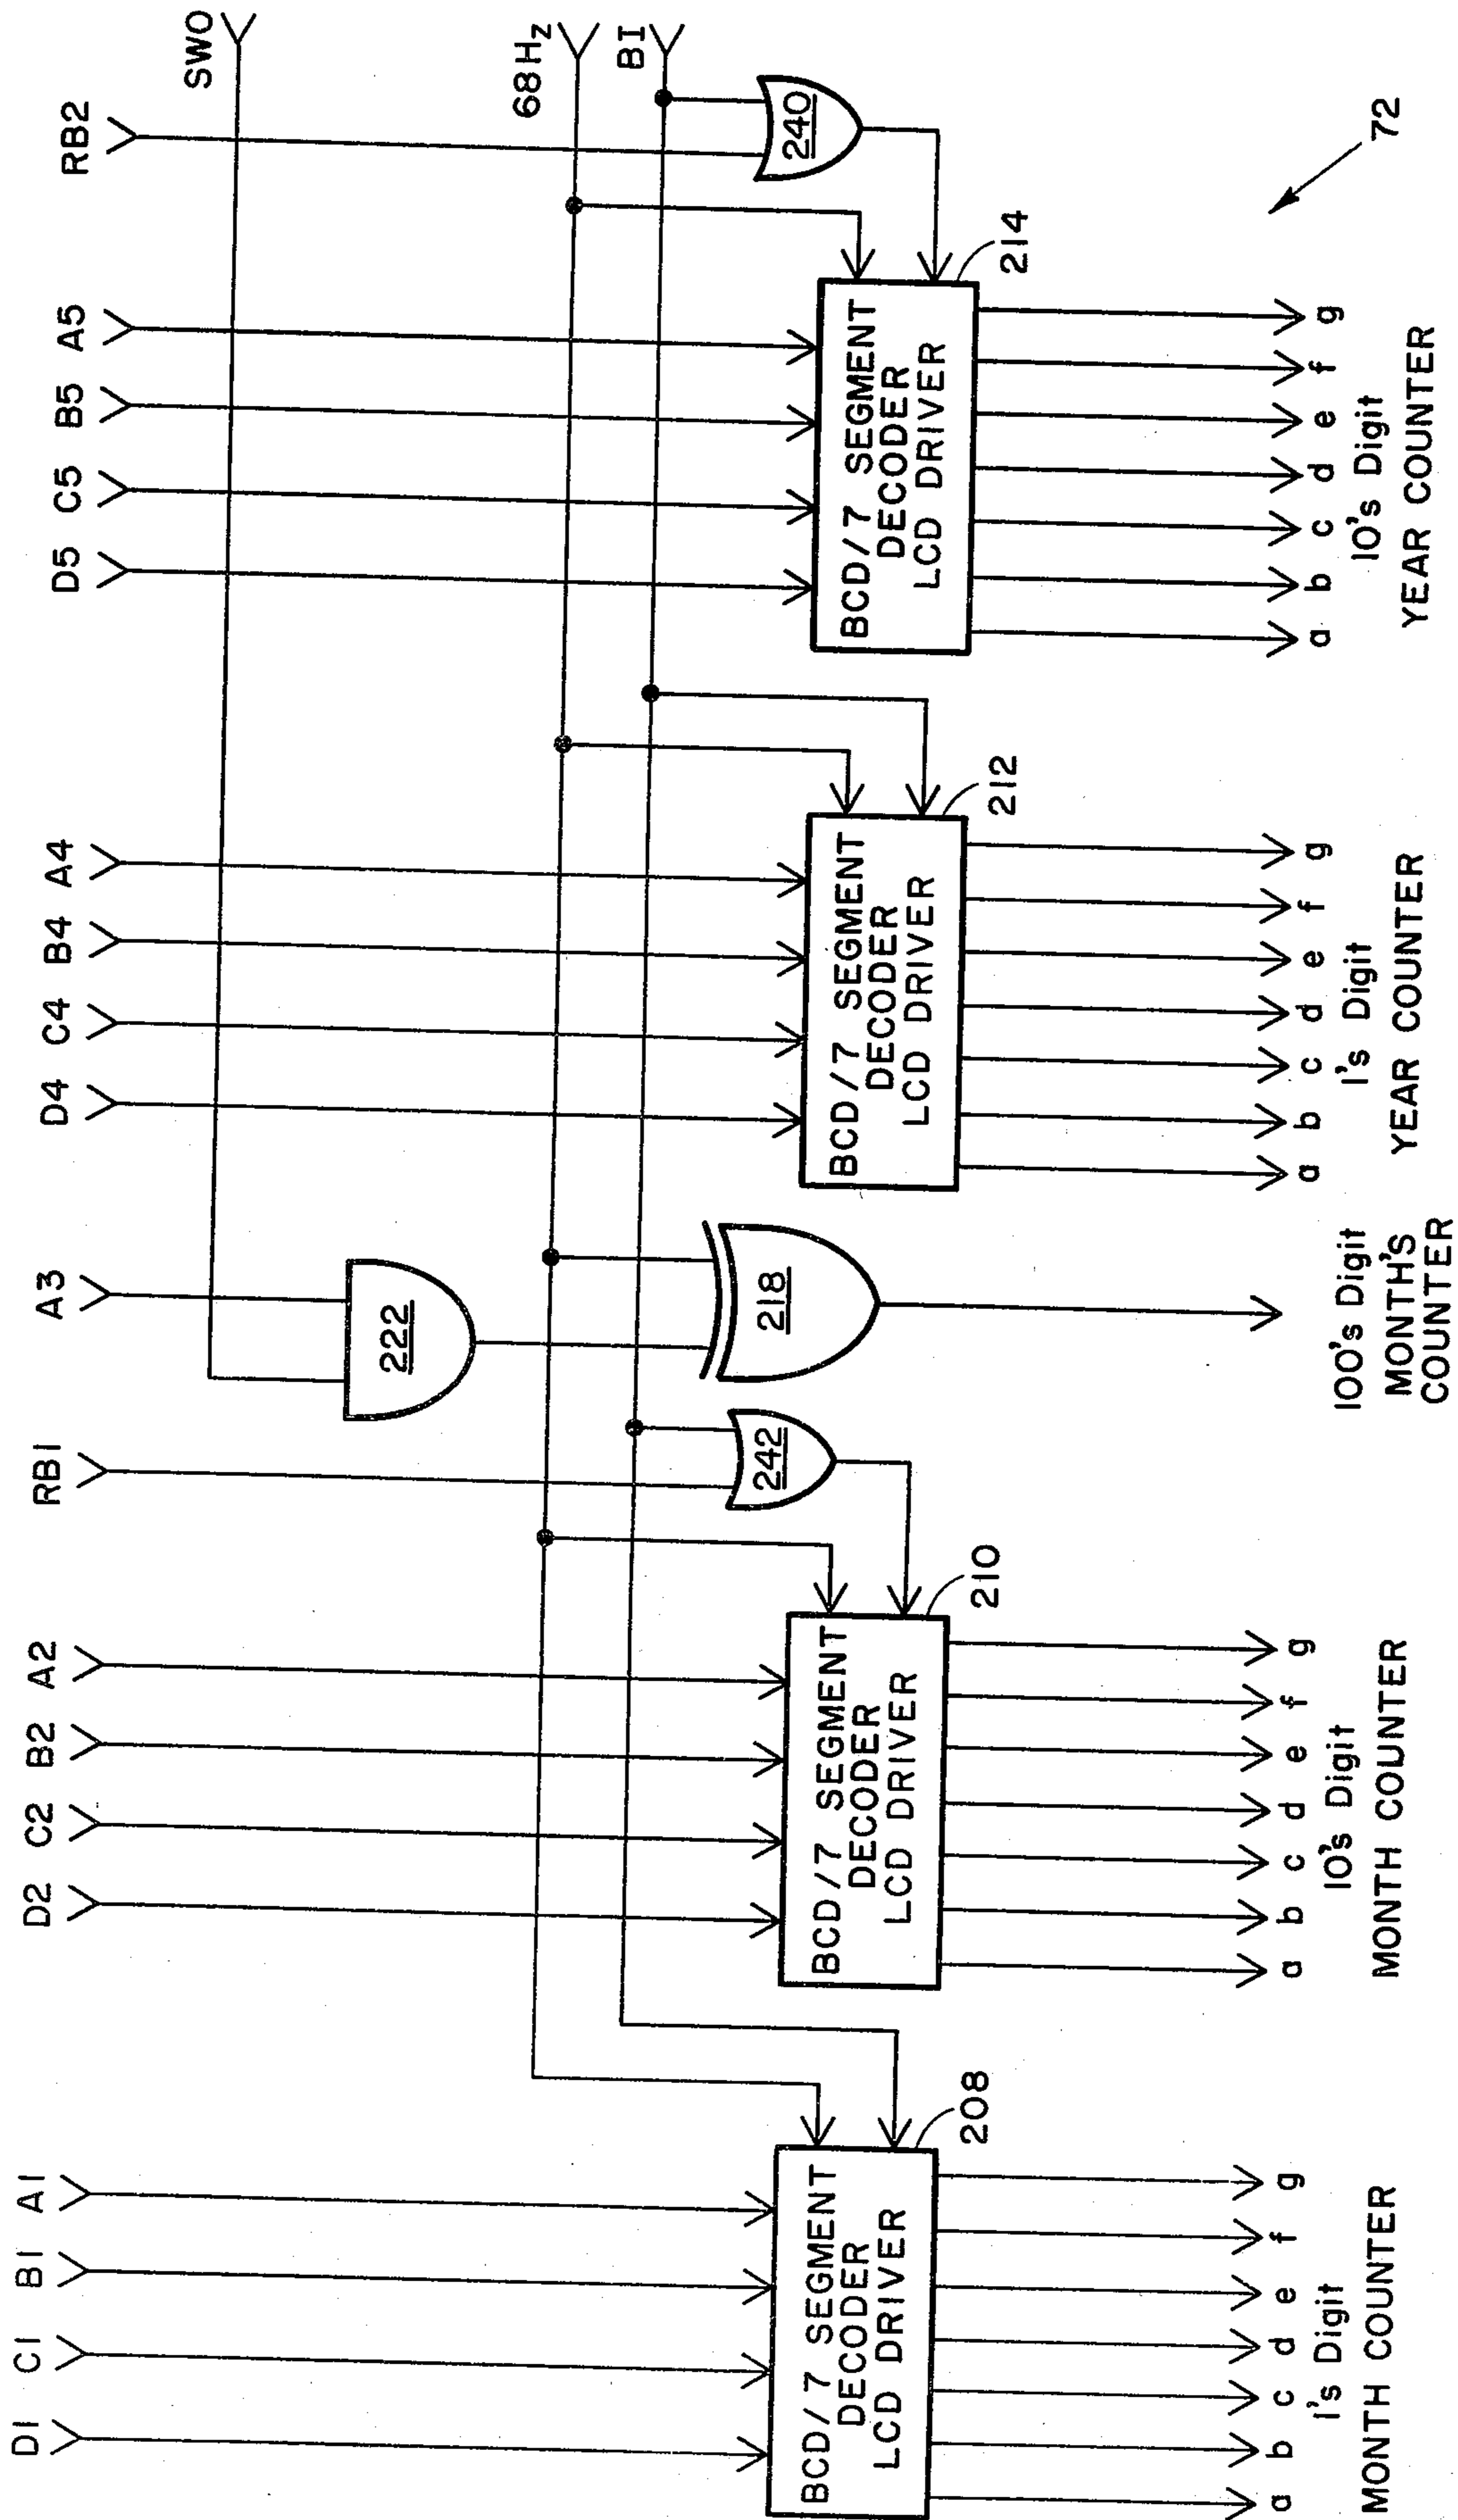 D1 C1 B1 A1 D2 C2 B2 A2 RB1 A3 D4 C4 B4 A4 D5 C5 B5 A5 RB2
SWO
68Hz
BI
222
242
218
240
BCD/7 SEGMENT
DECODER
LCD DRIVER
208
BCD/7 SEGMENT
DECODER
LCD DRIVER
210
BCD/7 SEGMENT
DECODER
LCD DRIVER
212
BCD/7 SEGMENT
DECODER
LCD DRIVER
214
a b c d e f g
1's Digit
MONTH COUNTER
a b c d e f g
10's Digit
MONTH COUNTER
100's Digit
MONTH'S
COUNTER
a b c d e f g
1's Digit
YEAR COUNTER
a b c d e f g
10's Digit
YEAR COUNTER
72